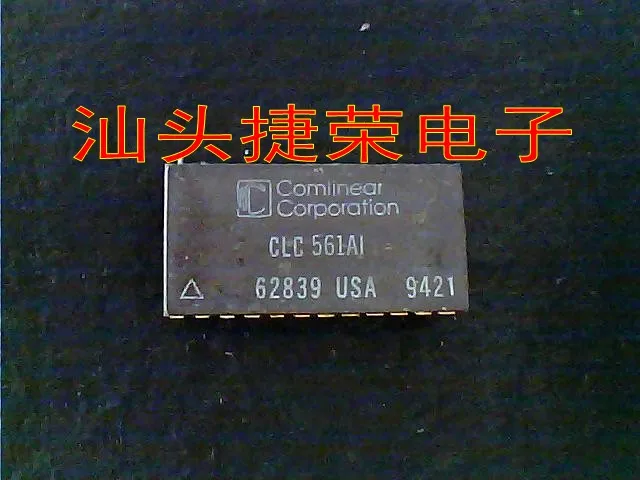 汕头捷荣电子
Comlinear
Corporation
CLC 561AI
62839 USA 9421